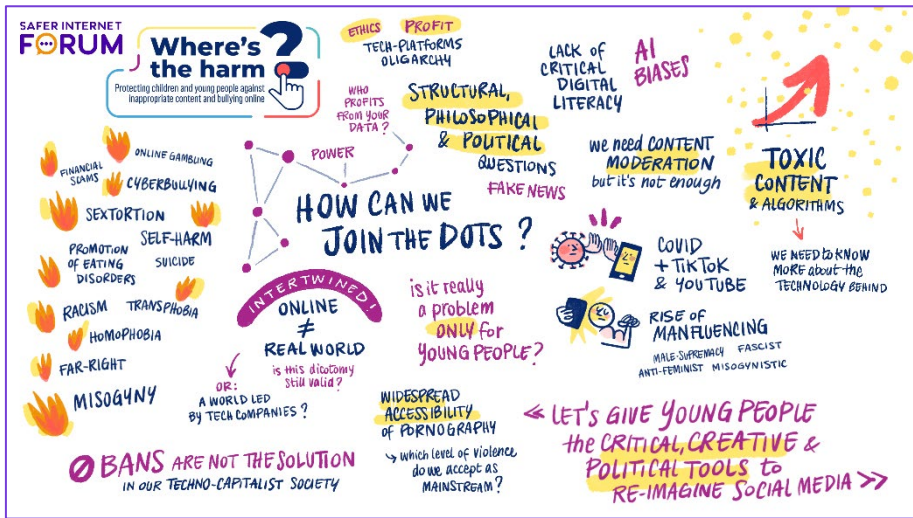 SAFER INTERNET
FORUM
Where's
the harm
?
Protecting children and young people against
inappropriate content and bullying online
ETHICS PROFIT
TECH-PLATFORMS
OLIGARCHY
WHO
PROFITS
FROM YOUR
DATA?
POWER
STRUCTURAL,
PHILOSOPHICAL
& POLITICAL
QUESTIONS
FAKE NEWS
LACK OF
CRITICAL
DIGITAL
LITERACY
AI
BIASES
we need CONTENT
MODERATION
but it's not enough
TOXIC
CONTENT
& ALGORITHMS
WE NEED to KNOW
MORE about the
TECHNOLOGY BEHIND
FINANCIAL
SCAMS
ONLINE GAMBLING
CYBERBULLYING
SEXTORTION
SELF-HARM
PROMOTION
OF EATING
DISORDERS
SUICIDE
RACISM
TRANSPHOBIA
HOMOPHOBIA
FAR-RIGHT
MISOGYNY
HOW CAN WE
JOIN THE DOTS?
INTERTWINED!
ONLINE
≠
REAL WORLD
is this dicotomy
still valid?
OR:
A WORLD LED
BY TECH COMPANIES?
is it really
a problem
ONLY for
YOUNG PEOPLE?
COVID
+ TIKTOK
& YOUTUBE
RISE OF
MANFLUENCING
MALE-SUPREMACY FASCIST
ANTI-FEMINIST MISOGYNISTIC
WIDESPREAD
ACCESSIBILITY
of PORNOGRAPHY
which level of violence
do we accept as
MAINSTREAM?
BANS ARE NOT THE SOLUTION
IN OUR TECHNO-CAPITALIST SOCIETY
<< LET'S GIVE YOUNG PEOPLE
the CRITICAL, CREATIVE &
POLITICAL TOOLS to
RE-IMAGINE SOCIAL MEDIA >>